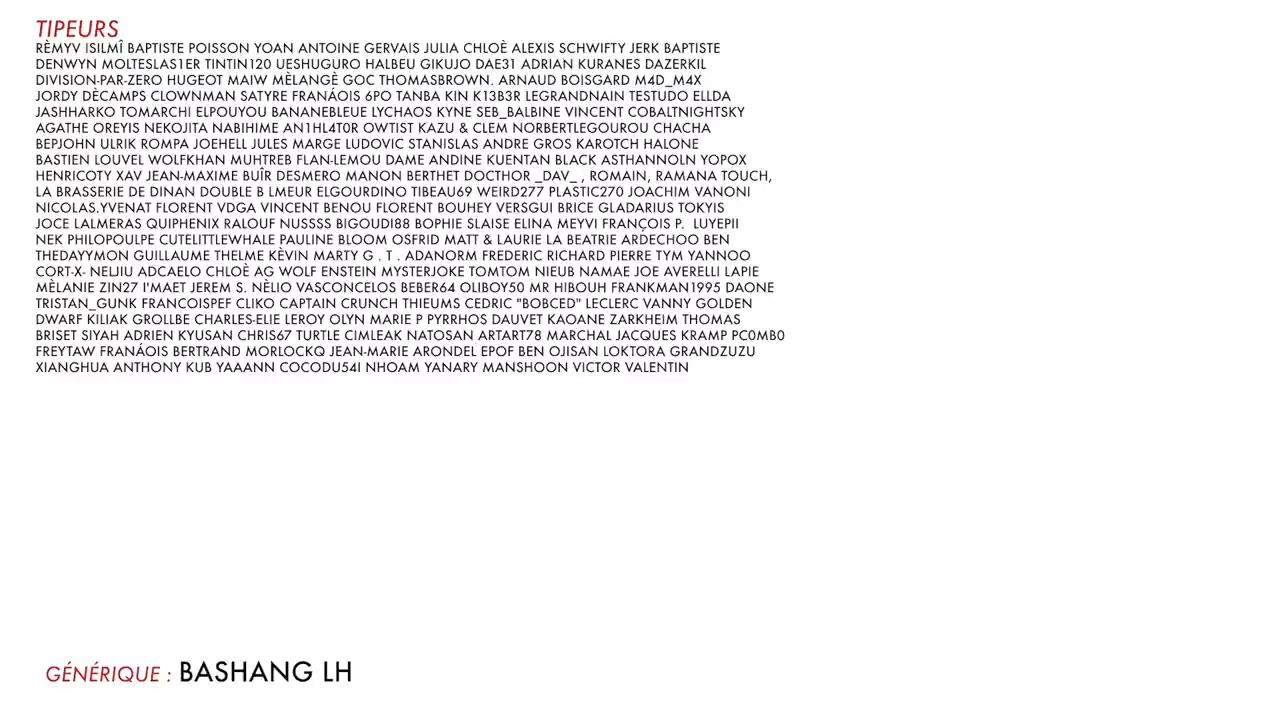 TIPEURS
RÈMYV ISILMÎ BAPTISTE POISSON YOAN ANTOINE GERVAIS JULIA CHLOÈ ALEXIS SCHWIFTY JERK BAPTISTE
DENWYN MOLTESLAS1ER TINTIN120 UESHUGURO HALBEU GIKUJO DAE31 ADRIAN KURANES DAZERKIL
DIVISION-PAR-ZERO HUGEOT MAIW MÈLANGÈ GOC THOMASBROWN. ARNAUD BOISGARD M4D_M4X
JORDY DÈCAMPS CLOWNMAN SATYRE FRANÁOIS 6PO TANBA KIN K13B3R LEGRANDNAIN TESTUDO ELLDA
JASHHARKO TOMARCHI ELPOUYOU BANANEBLEUE LYCHAOS KYNE SEB_BALBINE VINCENT COBALTNIGHTSKY
AGATHE OREYIS NEKOJITA NABIHIME AN1HL4T0R OWTIST KAZU & CLEM NORBERTLEGOUROU CHACHA
BEPJOHN ULRIK ROMPA JOEHELL JULES MARGE LUDOVIC STANISLAS ANDRE GROS KAROTCH HALONE
BASTIEN LOUVEL WOLFKHAN MUHTREB FLAN-LEMOU DAME ANDINE KUENTAN BLACK ASTHANNOLN YOPOX
HENRICOTY XAV JEAN-MAXIME BUÎR DESMERO MANON BERTHET DOCTHOR _DAV_ , ROMAIN, RAMANA TOUCH,
LA BRASSERIE DE DINAN DOUBLE B LMEUR ELGOURDINO TIBEAU69 WEIRD277 PLASTIC270 JOACHIM VANONI
NICOLAS.YVENAT FLORENT VDGA VINCENT BENOU FLORENT BOUHEY VERSGUI BRICE GLADARIUS TOKYIS
JOCE LALMERAS QUIPHENIX RALOUF NUSSSS BIGOUDI88 BOPHIE SLAISE ELINA MEYVI FRANÇOIS P.  LUYEPII
NEK PHILOPOULPE CUTELITTLEWHALE PAULINE BLOOM OSFRID MATT & LAURIE LA BEATRIE ARDECHOO BEN
THEDAYYMON GUILLAUME THELME KÈVIN MARTY G . T . ADANORM FREDERIC RICHARD PIERRE TYM YANNOO
CORT-X- NELJIU ADCAELO CHLOÈ AG WOLF ENSTEIN MYSTERJOKE TOMTOM NIEUB NAMAE JOE AVERELLI LAPIE
MÈLANIE ZIN27 I'MAET JEREM S. NÈLIO VASCONCELOS BEBER64 OLIBOY50 MR HIBOUH FRANKMAN1995 DAONE
TRISTAN_GUNK FRANCOISPEF CLIKO CAPTAIN CRUNCH THIEUMS CEDRIC "BOBCED" LECLERC VANNY GOLDEN
DWARF KILIAK GROLLBE CHARLES-ELIE LEROY OLYN MARIE P PYRRHOS DAUVET KAOANE ZARKHEIM THOMAS
BRISET SIYAH ADRIEN KYUSAN CHRIS67 TURTLE CIMLEAK NATOSAN ARTART78 MARCHAL JACQUES KRAMP PC0MB0
FREYTAW FRANÁOIS BERTRAND MORLOCKQ JEAN-MARIE ARONDEL EPOF BEN OJISAN LOKTORA GRANDZUZU
XIANGHUA ANTHONY KUB YAAANN COCODU54I NHOAM YANARY MANSHOON VICTOR VALENTIN
GÉNÉRIQUE : BASHANG LH